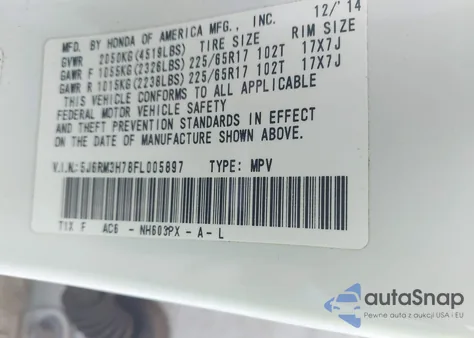 MFD. BY HONDA OF AMERICA MFG., INC. 12/'14
GVWR 2050KG(4519LBS) TIRE SIZE RIM SIZE
GAWR F 1055KG(2326LBS) 225/65R17 102T 17X7J
GAWR R 1015KG(2238LBS) 225/65R17 102T 17X7J
THIS VEHICLE CONFORMS TO ALL APPLICABLE
FEDERAL MOTOR VEHICLE SAFETY
AND THEFT PREVENTION STANDARDS IN EFFECT
ON THE DATE OF MANUFACTURE SHOWN ABOVE.
V.I.N.:5J6RM3H78FL005897 TYPE: MPV
T1X F AC6 - NH603PX - A - L
autoSnap
Pewne auta z aukcji USA i EU